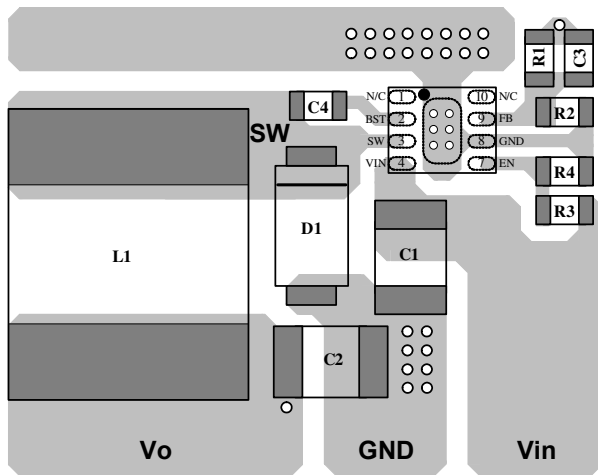 R1
C3
N/C 1 10 N/C
C4
R2
BST 2 9 FB
SW
SW 3 8 GND
VIN 4 7 EN
R4
R3
D1
L1
C1
C2
Vo
GND
Vin